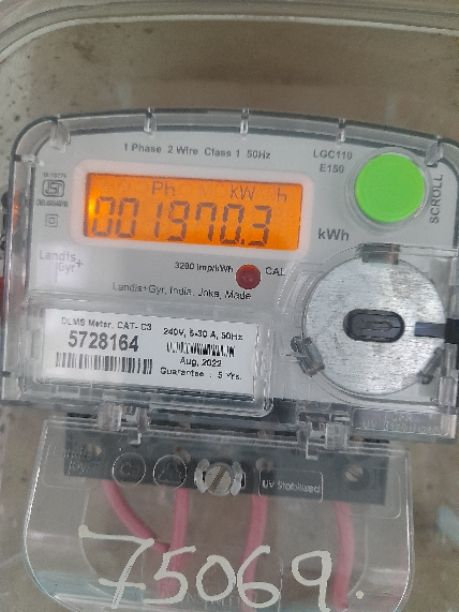 1 Phase 2 Wire Class 1 50Hz
LGC110
E150
SCROLL
Ph kW h
001970.3
kWh
Landis
Gyr+
3200 imp/kWh
CAL
Landis+Gyr, India, Joka, Made
DLMS Meter, CAT- C3
5728164
240V, 5-30 A, 50Hz
Aug, 2022
Guarantee : 5 Yrs.
UV Stabilized
75069.